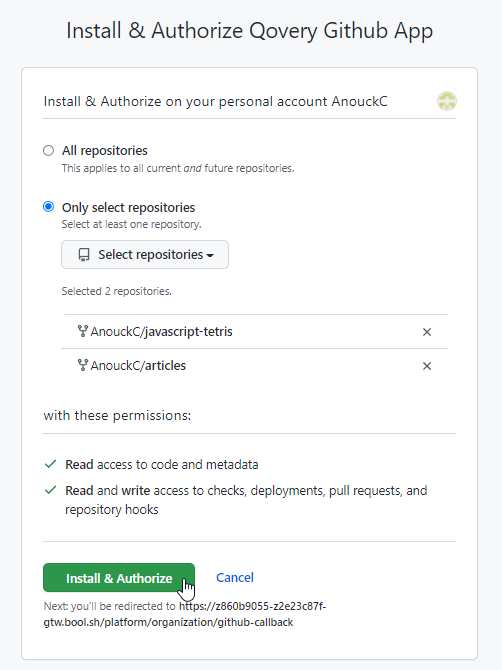 Install & Authorize Qovery Github App
Install & Authorize on your personal account AnouckC
All repositories
This applies to all current and future repositories.
Only select repositories
Select at least one repository.
Select repositories
Selected 2 repositories.
AnouckC/javascript-tetris
AnouckC/articles
with these permissions:
Read access to code and metadata
Read and write access to checks, deployments, pull requests, and
repository hooks
Install & Authorize
Cancel
Next: you'll be redirected to https://z860b9055-z2e23c87f-
gtw.bool.sh/platform/organization/github-callback